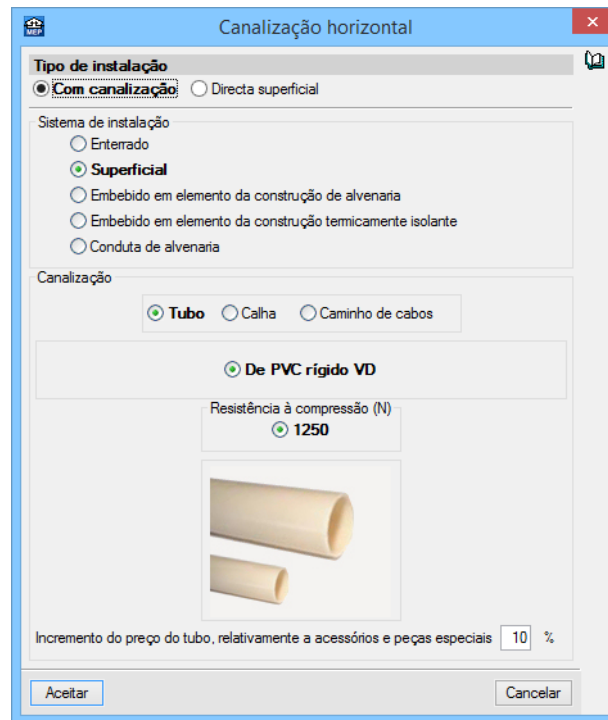 MEP
Canalização horizontal
Tipo de instalação
Com canalização Directa superficial
Sistema de instalação
Enterrado
Superficial
Embebido em elemento da construção de alvenaria
Embebido em elemento da construção termicamente isolante
Conduta de alvenaria
Canalização
Tubo Calha Caminho de cabos
De PVC rígido VD
Resistência à compressão (N)
1250
Incremento do preço do tubo, relativamente a acessórios e peças especiais 10 %
Aceitar Cancelar